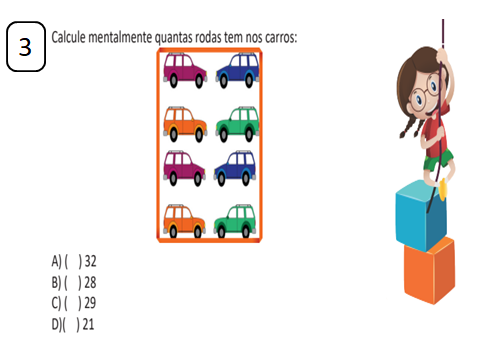 3
Calcule mentalmente quantas rodas tem nos carros:
A) (   ) 32
B) (   ) 28
C) (   ) 29
D)(   ) 21